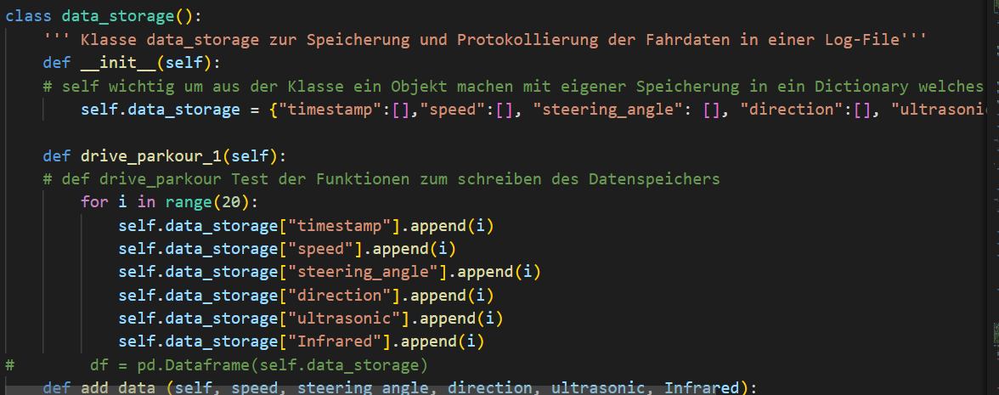 class data_storage():
    ''' Klasse data_storage zur Speicherung und Protokollierung der Fahrdaten in einer Log-File'''
    def __init__(self):
    # self wichtig um aus der Klasse ein Objekt machen mit eigener Speicherung in ein Dictionary welches
        self.data_storage = {"timestamp":[],"speed":[], "steering_angle": [], "direction":[], "ultrasonic
    def drive_parkour_1(self):
    # def drive_parkour Test der Funktionen zum schreiben des Datenspeichers
        for i in range(20):
            self.data_storage["timestamp"].append(i)
            self.data_storage["speed"].append(i)
            self.data_storage["steering_angle"].append(i)
            self.data_storage["direction"].append(i)
            self.data_storage["ultrasonic"].append(i)
            self.data_storage["Infrared"].append(i)
#        df = pd.Dataframe(self.data_storage)
    def add_data (self, speed, steering_angle, direction, ultrasonic, Infrared):